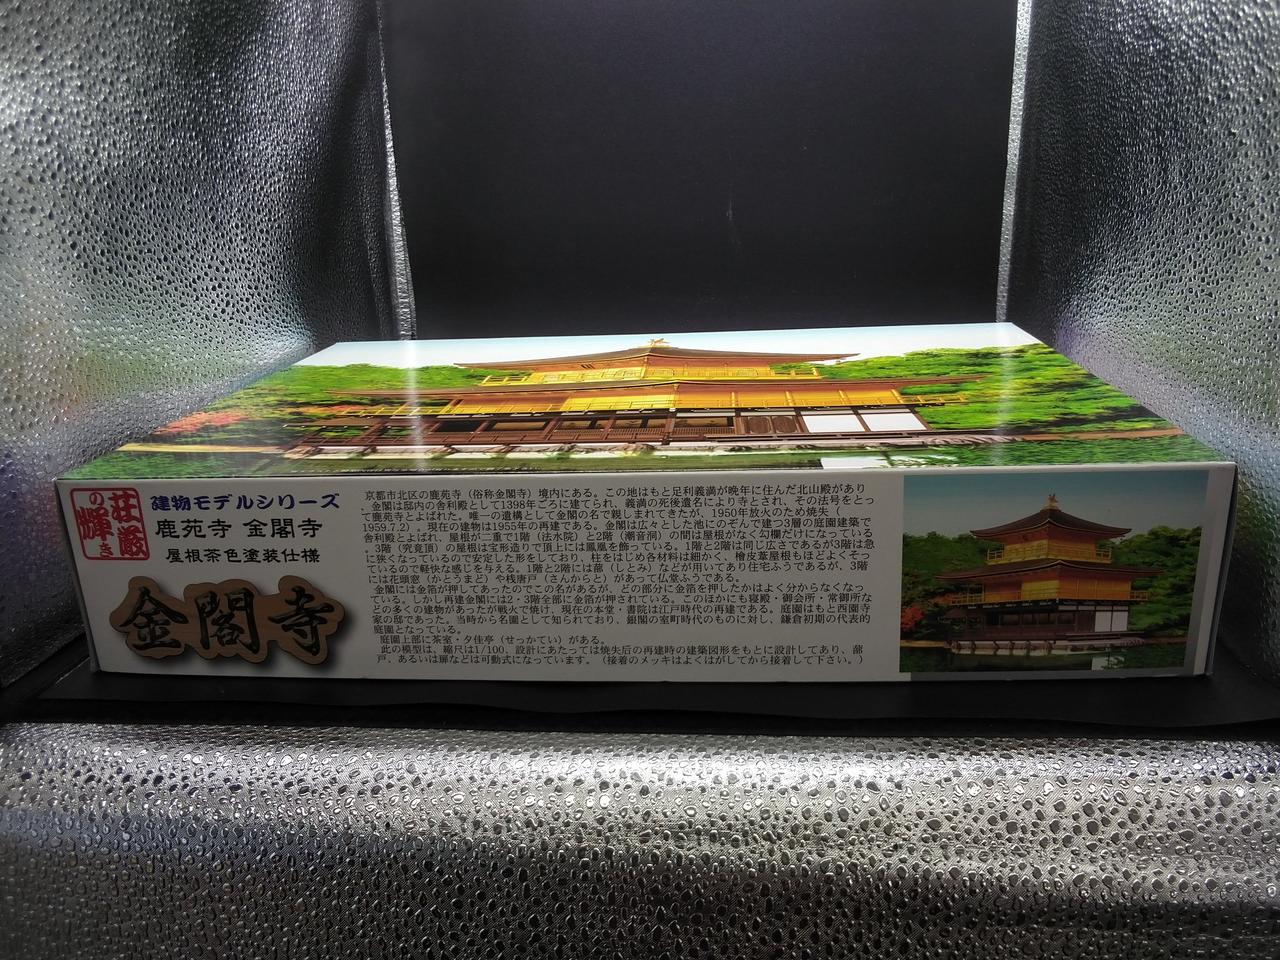 荘厳
の輝き
建物モデルシリーズ
鹿苑寺 金閣寺
屋根茶色塗装仕様
金閣寺
京都市北区の鹿苑寺（俗称金閣寺）境内にある。この地はもと足利義満が晩年に住んだ北山殿があり
、金閣は邸内の舎利殿として1398年ごろに建てられ、義満の死後遺名により寺とされ、その法号をとっ
て鹿苑寺とよばれた。唯一の遺構として金閣の名で親しまれてきたが、1950年放火のため焼失（
1959.7.2）、現在の建物は1955年の再建である。金閣は広々とした池にのぞんで建つ3層の庭園建築で
舎利殿とよばれ、屋根が二重で1階（法水院）と2階（潮音洞）の間は屋根がなく勾欄だけになっている
。3階（究竟頂）の屋根は宝形造りで頂上には鳳凰を飾っている。1階と2階は同じ広さであるが3階は急
に狭くなっているので安定した形をしており、柱をはじめ各材料は細かく、檜皮葺屋根もほどよくそっ
ているので軽快な感じを与える。1階と2階には蔀（しとみ）などが用いてあり住宅ふうであるが、3階
には花頭窓（かとうまど）や桟唐戸（さんからと）があって仏堂ふうである。
金閣には金箔が押してあったのでこの名があるが、どの部分に金箔を押したかはよく分からなくなっ
ている。しかし再建金閣には2・3階全部に金箔が押されている。このほかにも寝殿・御会所・常御所な
どの多くの建物があったが戦火で焼け、現在の本堂・書院は江戸時代の再建である。庭園はもと西園寺
家の邸であった。当時から名園として知られており、銀閣の室町時代のものに対し、鎌倉初期の代表的
庭園となっている。
庭園上部に茶室・夕佳亭（せっかてい）がある。
此の模型は、縮尺は1/100、設計にあたっては焼失后の再建時の建築図形をもとに設計してあり、蔀
戸、あるいは扉などは可動式になっています。（接着のメッキはよくはがしてから接着して下さい。）